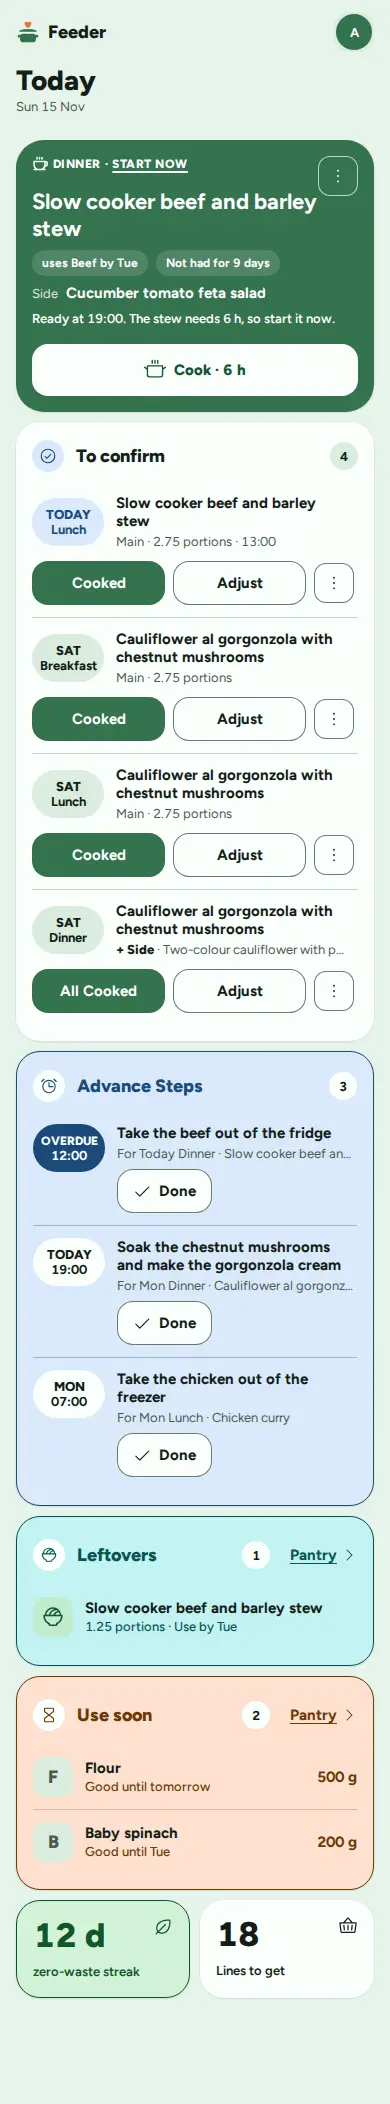 Feeder
A
Today
Sun 15 Nov
DINNER · START NOW
Slow cooker beef and barley
stew
uses Beef by Tue
Not had for 9 days
Side Cucumber tomato feta salad
Ready at 19:00. The stew needs 6 h, so start it now.
Cook · 6 h
To confirm
4
TODAY
Lunch
Slow cooker beef and barley
stew
Main · 2.75 portions · 13:00
Cooked
Adjust
SAT
Breakfast
Cauliflower al gorgonzola with
chestnut mushrooms
Main · 2.75 portions
Cooked
Adjust
SAT
Lunch
Cauliflower al gorgonzola with
chestnut mushrooms
Main · 2.75 portions
Cooked
Adjust
SAT
Dinner
Cauliflower al gorgonzola with
chestnut mushrooms
+ Side · Two-colour cauliflower with p...
All Cooked
Adjust
Advance Steps
3
OVERDUE
12:00
Take the beef out of the fridge
For Today Dinner · Slow cooker beef an...
Done
TODAY
19:00
Soak the chestnut mushrooms
and make the gorgonzola cream
For Mon Dinner · Cauliflower al gorgonz...
Done
MON
07:00
Take the chicken out of the
freezer
For Mon Lunch · Chicken curry
Done
Leftovers
1
Pantry
Slow cooker beef and barley stew
1.25 portions · Use by Tue
Use soon
2
Pantry
F
Flour
Good until tomorrow
500 g
B
Baby spinach
Good until Tue
200 g
12 d
zero-waste streak
18
Lines to get